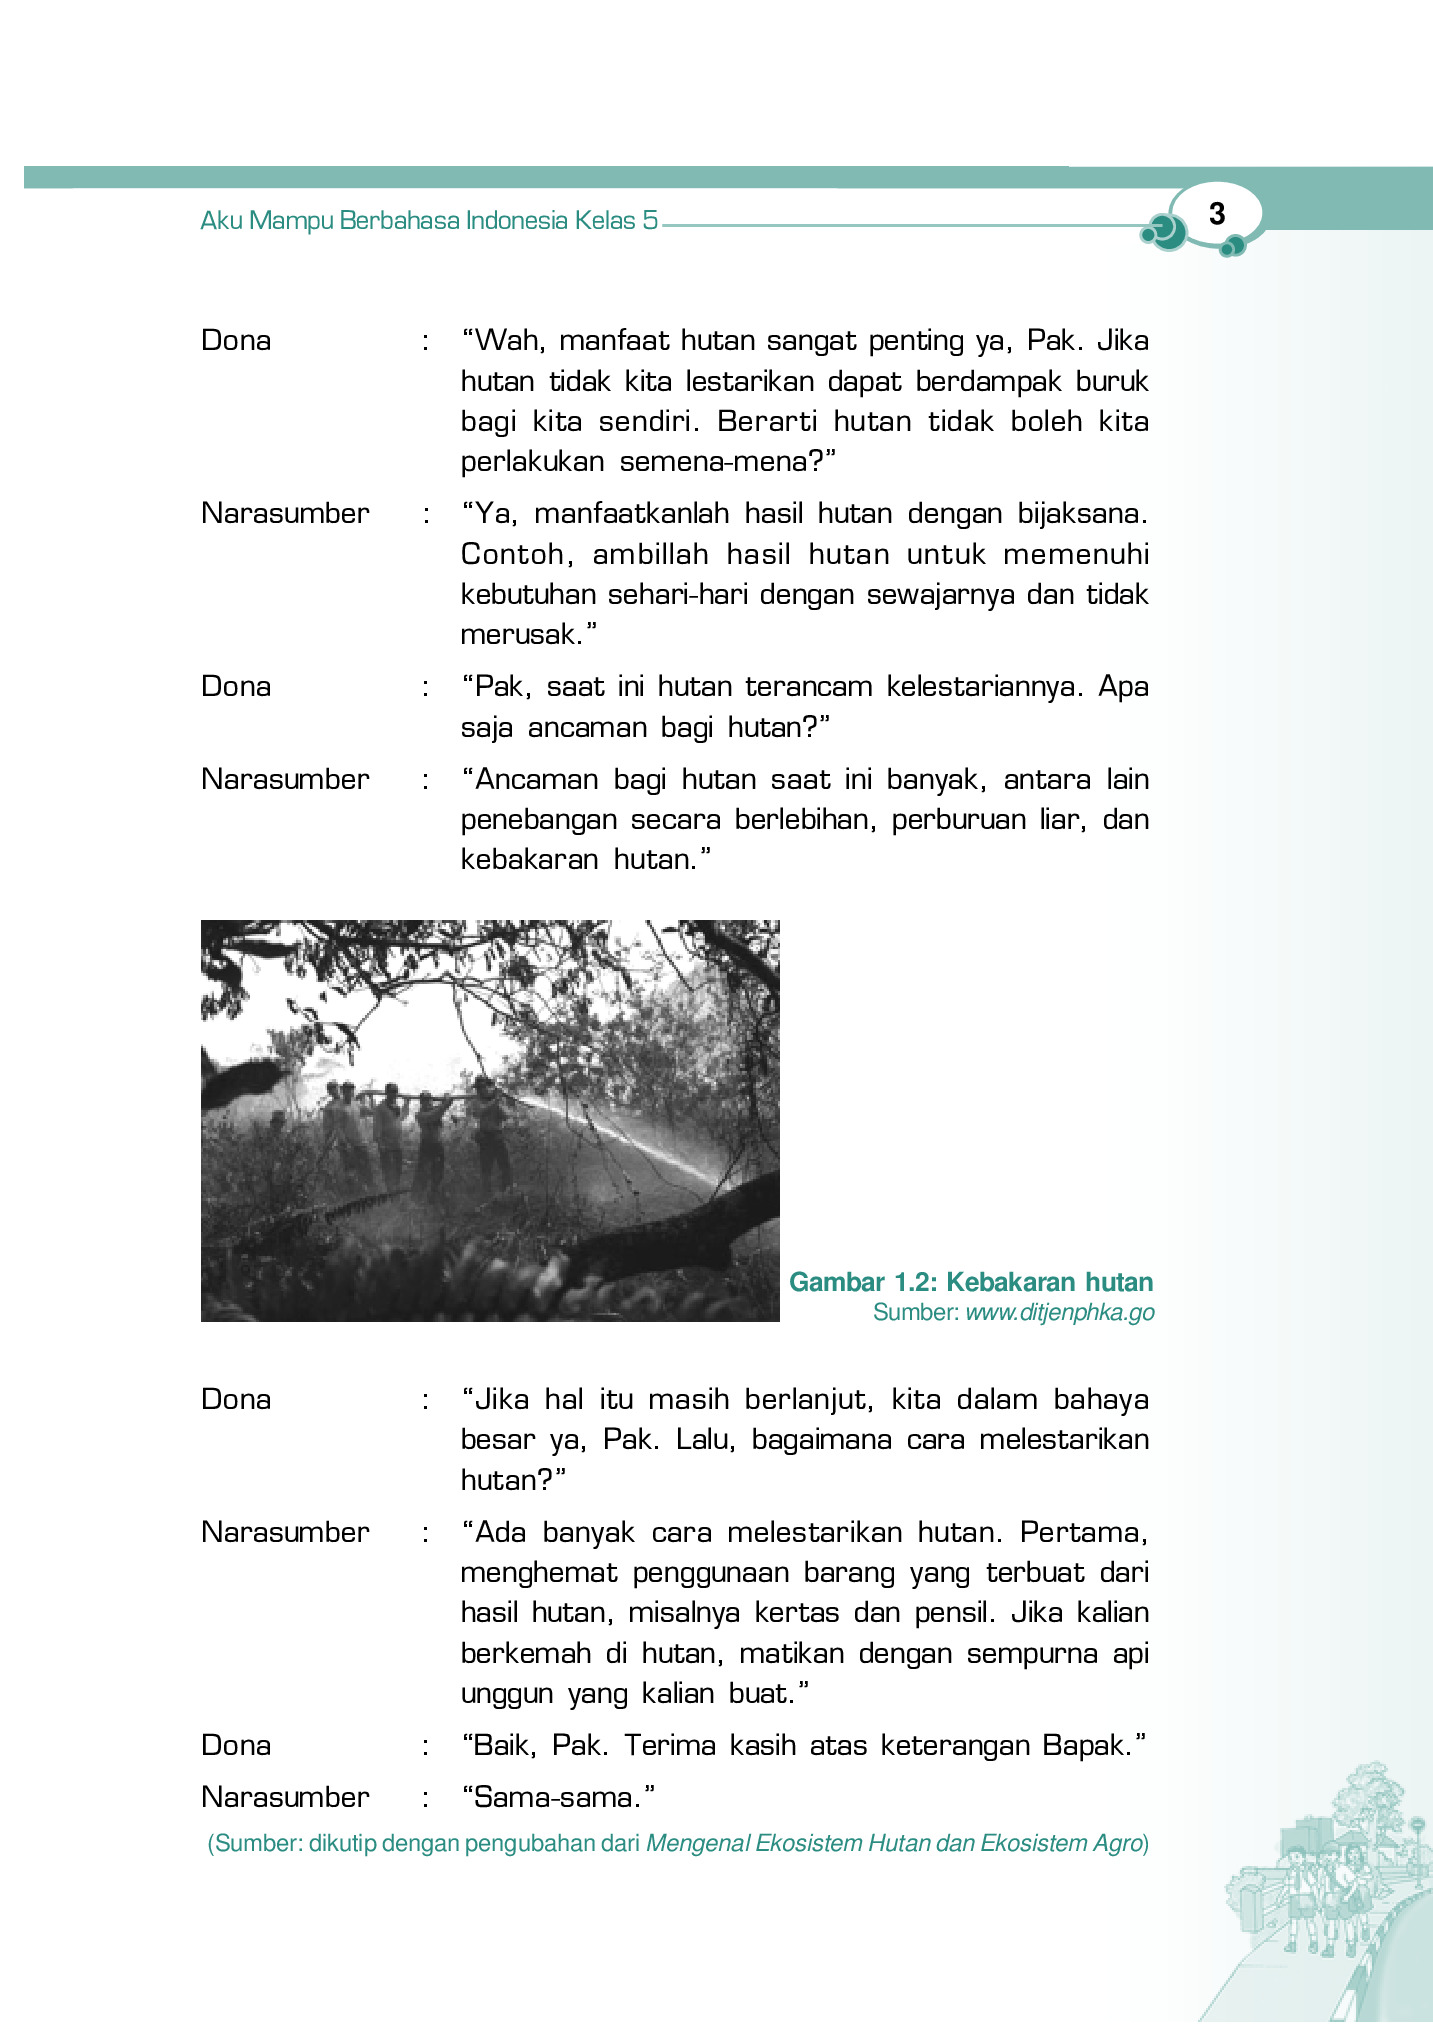 Aku Mampu Berbahasa Indonesia Kelas 5
3
Dona : “Wah, manfaat hutan sangat penting ya, Pak. Jika
hutan tidak kita lestarikan dapat berdampak buruk
bagi kita sendiri. Berarti hutan tidak boleh kita
perlakukan semena-mena?”
Narasumber : “Ya, manfaatkanlah hasil hutan dengan bijaksana.
Contoh, ambillah hasil hutan untuk memenuhi
kebutuhan sehari-hari dengan sewajarnya dan tidak
merusak.”
Dona : “Pak, saat ini hutan terancam kelestariannya. Apa
saja ancaman bagi hutan?”
Narasumber : “Ancaman bagi hutan saat ini banyak, antara lain
penebangan secara berlebihan, perburuan liar, dan
kebakaran hutan.”
Gambar 1.2: Kebakaran hutan
Sumber: www.ditjenphka.go
Dona : “Jika hal itu masih berlanjut, kita dalam bahaya
besar ya, Pak. Lalu, bagaimana cara melestarikan
hutan?”
Narasumber : “Ada banyak cara melestarikan hutan. Pertama,
menghemat penggunaan barang yang terbuat dari
hasil hutan, misalnya kertas dan pensil. Jika kalian
berkemah di hutan, matikan dengan sempurna api
unggun yang kalian buat.”
Dona : “Baik, Pak. Terima kasih atas keterangan Bapak.”
Narasumber : “Sama-sama.”
(Sumber: dikutip dengan pengubahan dari Mengenal Ekosistem Hutan dan Ekosistem Agro)